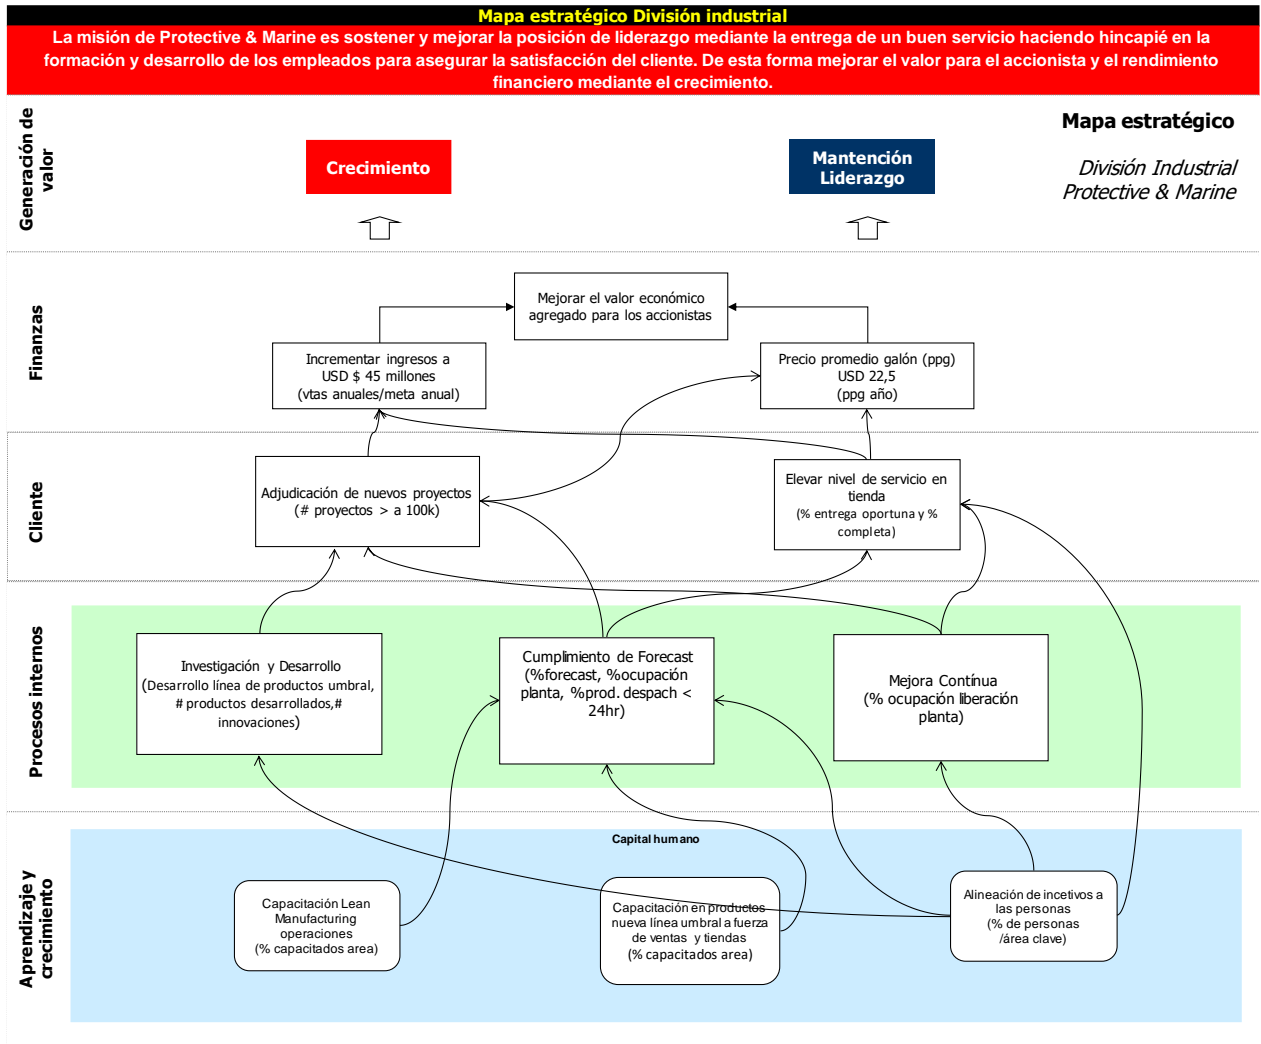 Mapa estratégico División industrial
La misión de Protective & Marine es sostener y mejorar la posición de liderazgo mediante la entrega de un buen servicio haciendo hincapié en la
formación y desarrollo de los empleados para asegurar la satisfacción del cliente. De esta forma mejorar el valor para el accionista y el rendimiento
financiero mediante el crecimiento.
Generación de
valor
Crecimiento
Mantención
Liderazgo
Mapa estratégico
División Industrial
Protective & Marine
Finanzas
Mejorar el valor económico
agregado para los accionistas
Incrementar ingresos a
USD $ 45 millones
(vtas anuales/meta anual)
Precio promedio galón (ppg)
USD 22,5
(ppg año)
Cliente
Adjudicación de nuevos proyectos
(# proyectos > a 100k)
Elevar nivel de servicio en
tienda
(% entrega oportuna y %
completa)
Procesos internos
Investigación y Desarrollo
(Desarrollo línea de productos umbral,
# productos desarrollados,#
innovaciones)
Cumplimiento de Forecast
(%forecast, %ocupación
planta, %prod. despach <
24hr)
Mejora Contínua
(% ocupación liberación
planta)
Aprendizaje y
crecimiento
Capital humano
Capacitación Lean
Manufacturing
operaciones
(% capacitados area)
Capacitación en productos
nueva línea umbral a fuerza
de ventas y tiendas
(% capacitados area)
Alineación de incetivos a
las personas
(% de personas
/área clave)